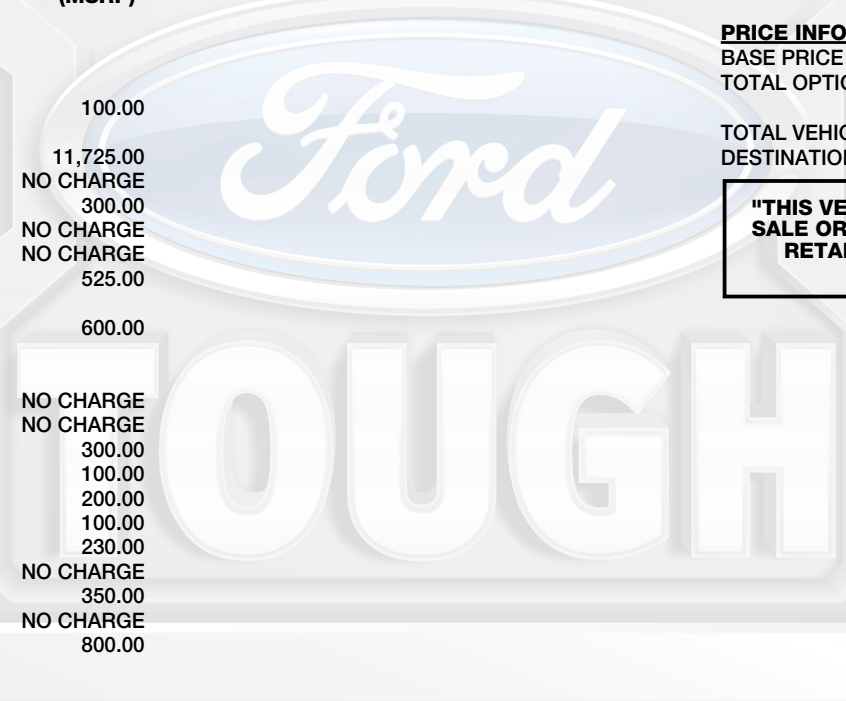 100.00
11,725.00
NO CHARGE
300.00
NO CHARGE
NO CHARGE
525.00
600.00
NO CHARGE
NO CHARGE
300.00
100.00
200.00
100.00
230.00
NO CHARGE
350.00
NO CHARGE
800.00
PRICE INFO
BASE PRICE
TOTAL OPTIO
TOTAL VEHIC
DESTINATION
"THIS VE
SALE OR
RETAI
Ford
TOUGH